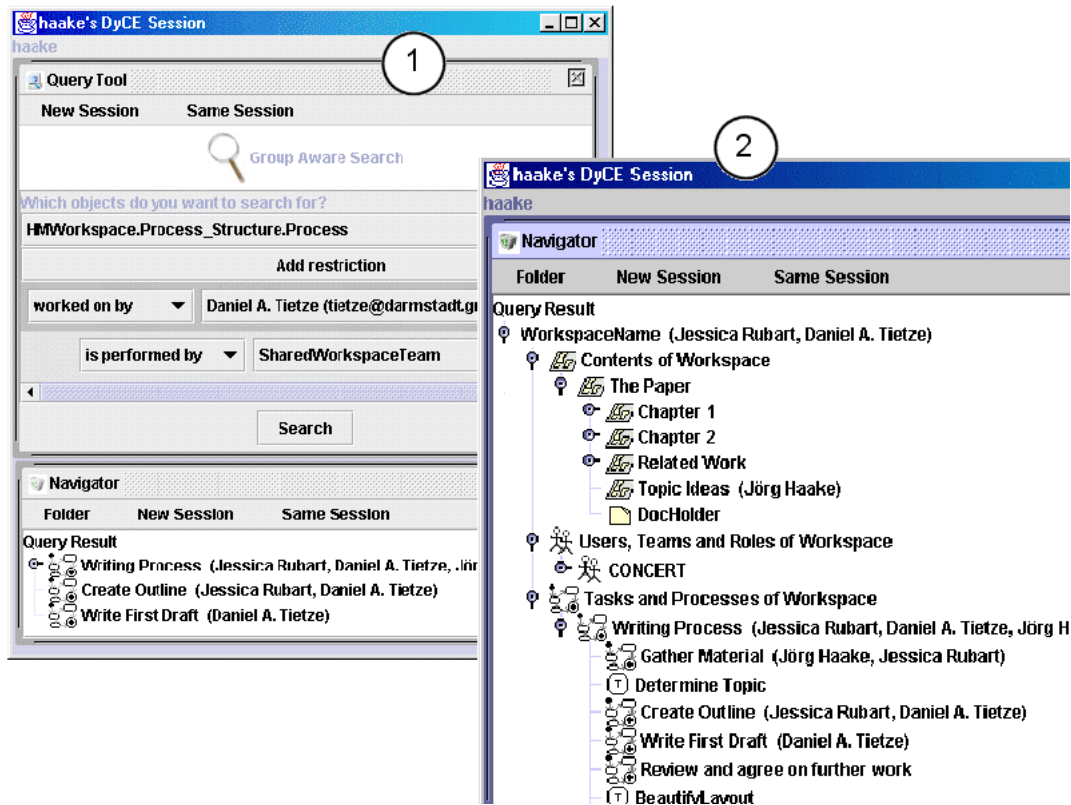 haake's DyCE Session
haake
1
Query Tool
New Session Same Session
Group Aware Search
Which objects do you want to search for?
HMWorkspace.Process_Structure.Process
Add restriction
worked on by Daniel A. Tietze (tietze@darmstadt.g
is performed by SharedWorkspaceTeam
Search
Navigator
Folder New Session Same Session
Query Result
Writing Process (Jessica Rubart, Daniel A. Tietze, Jör
Create Outline (Jessica Rubart, Daniel A. Tietze)
Write First Draft (Daniel A. Tietze)
2
haake's DyCE Session
haake
Navigator
Folder New Session Same Session
Query Result
WorkspaceName (Jessica Rubart, Daniel A. Tietze)
Contents of Workspace
The Paper
Chapter 1
Chapter 2
Related Work
Topic Ideas (Jörg Haake)
DocHolder
Users, Teams and Roles of Workspace
CONCERT
Tasks and Processes of Workspace
Writing Process (Jessica Rubart, Daniel A. Tietze, Jörg H
Gather Material (Jörg Haake, Jessica Rubart)
T Determine Topic
Create Outline (Jessica Rubart, Daniel A. Tietze)
Write First Draft (Daniel A. Tietze)
Review and agree on further work
T BeautifyLayout